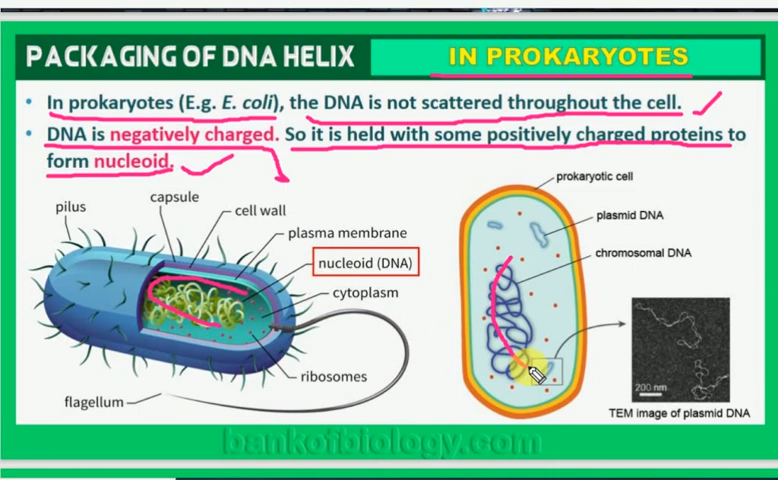 PACKAGING OF DNA HELIX
IN PROKARYOTES
• In prokaryotes (E.g. E. coli), the DNA is not scattered throughout the cell.
• DNA is negatively charged. So it is held with some positively charged proteins to
form nucleoid.
pilus
capsule
cell wall
plasma membrane
nucleoid (DNA)
cytoplasm
ribosomes
flagellum
prokaryotic cell
plasmid DNA
chromosomal DNA
200 nm
TEM image of plasmid DNA
bankofbiology.com